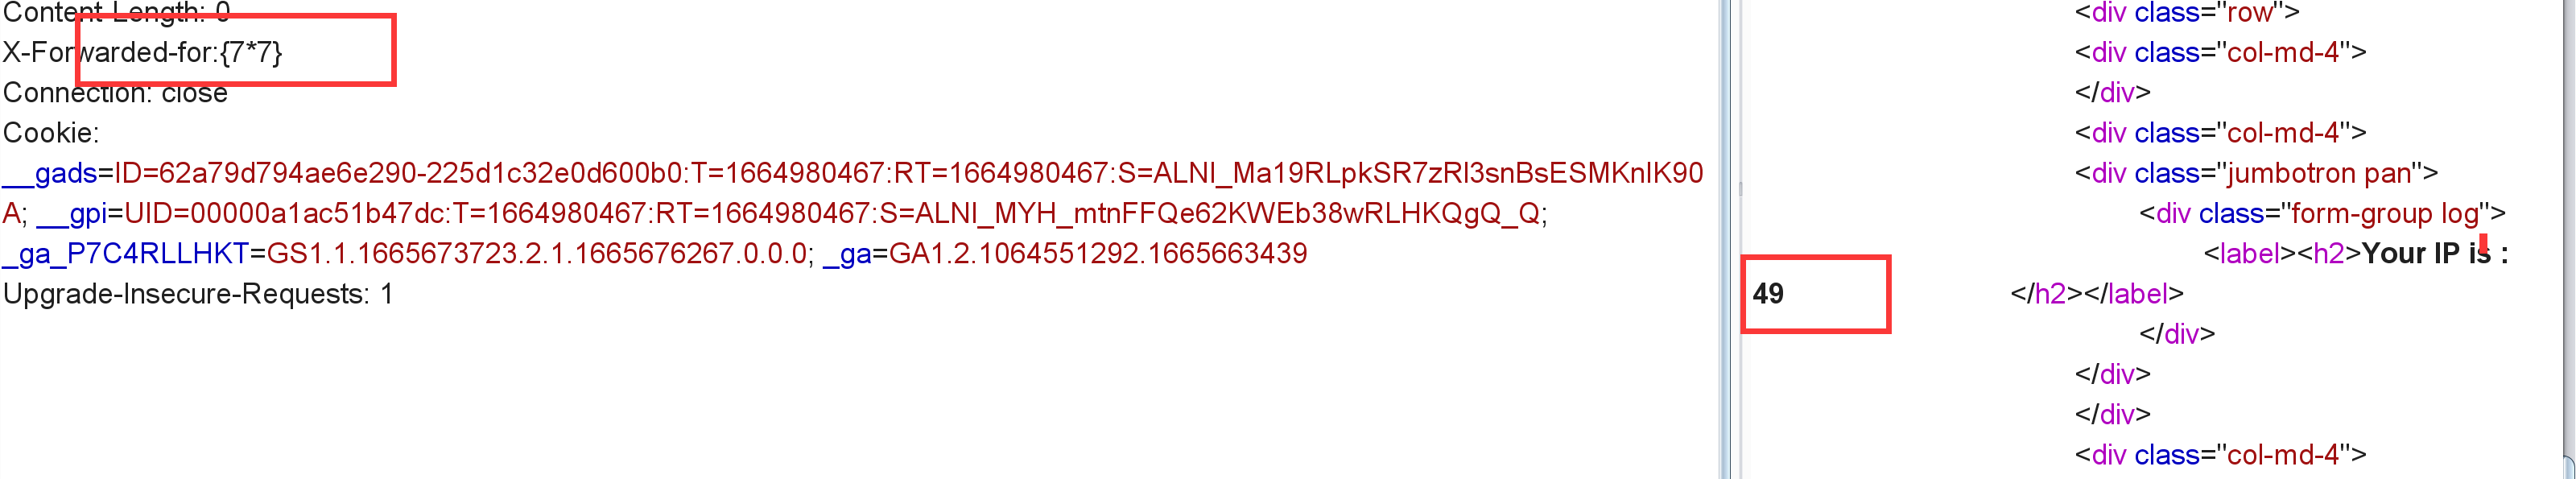 Content-Length: 0
X-Forwarded-for:{7*7}
Connection: close
Cookie:
__gads=ID=62a79d794ae6e290-225d1c32e0d600b0:T=1664980467:RT=1664980467:S=ALNI_Ma19RLpkSR7zRl3snBsESMKnlK90
A; __gpi=UID=00000a1ac51b47dc:T=1664980467:RT=1664980467:S=ALNI_MYH_mtnFFQe62KWEb38wRLHKQgQ_Q;
_ga_P7C4RLLHKT=GS1.1.1665673723.2.1.1665676267.0.0.0; _ga=GA1.2.1064551292.1665663439
Upgrade-Insecure-Requests: 1
<div class="row">
<div class="col-md-4">
</div>
<div class="col-md-4">
<div class="jumbotron pan">
<div class="form-group log">
<label><h2>Your IP is :
49 </h2></label>
</div>
</div>
</div>
<div class="col-md-4">